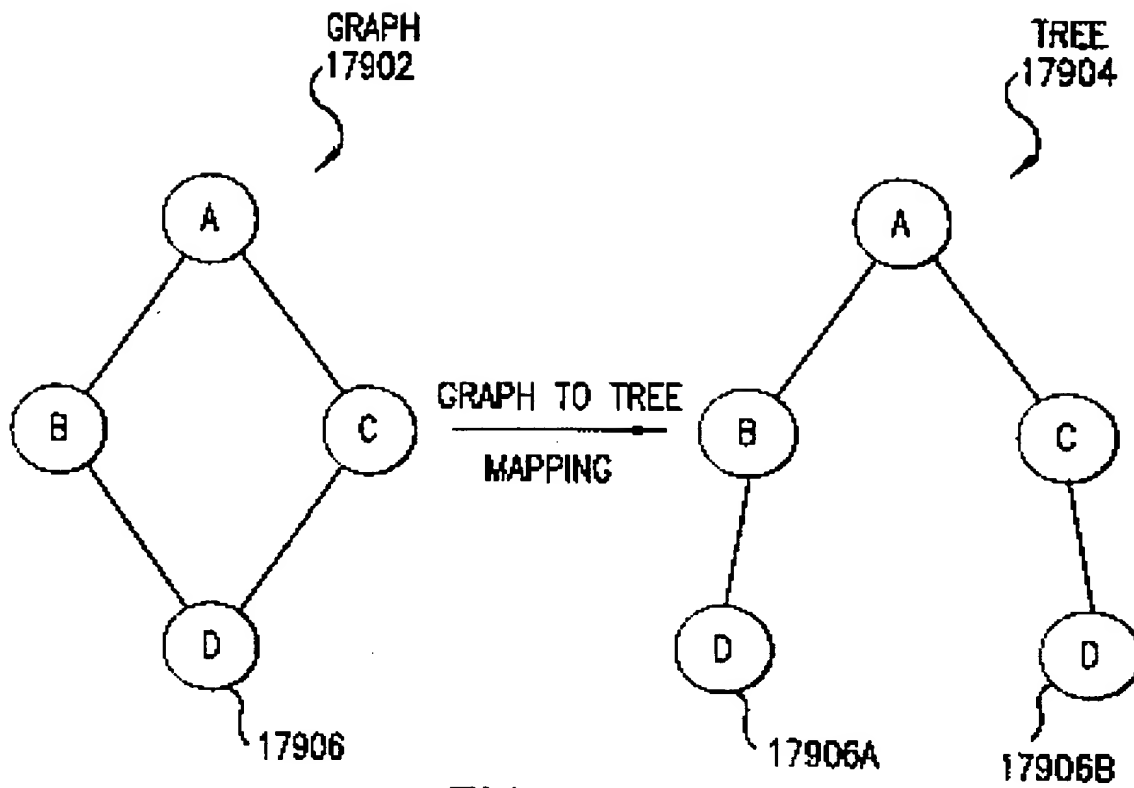 GRAPH
17902
TREE
17904
A
B
C
D
17906
GRAPH TO TREE
MAPPING
A
B
C
D
D
17906A
17906B